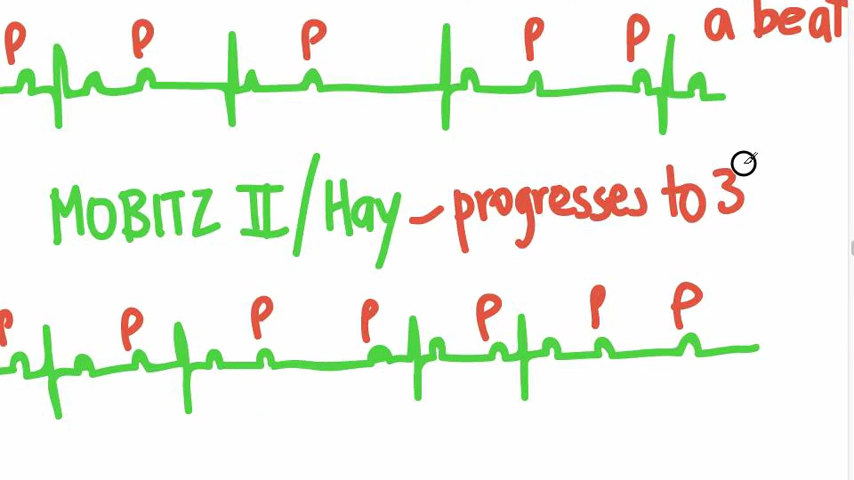 a beat
P P P P P
MOBITZ II/Hay - progresses to 3
P P P P P P P